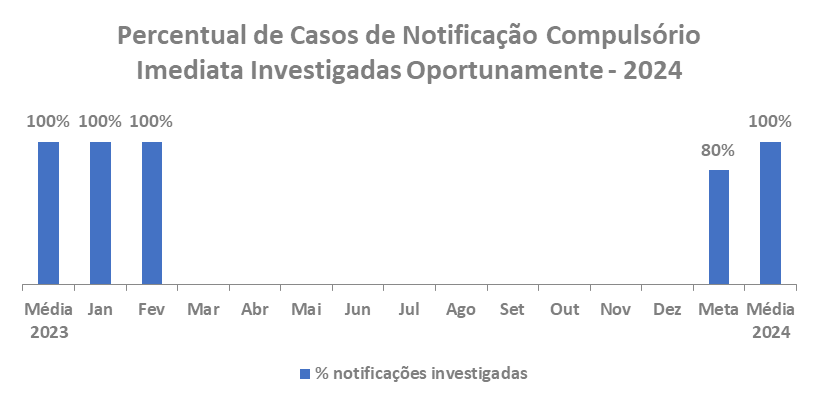 Percentual de Casos de Notificação Compulsório
Imediata Investigadas Oportunamente - 2024
100% 100% 100% 80% 100%
Média 2023 Jan Fev Mar Abr Mai Jun Jul Ago Set Out Nov Dez Meta Média 2024
% notificações investigadas